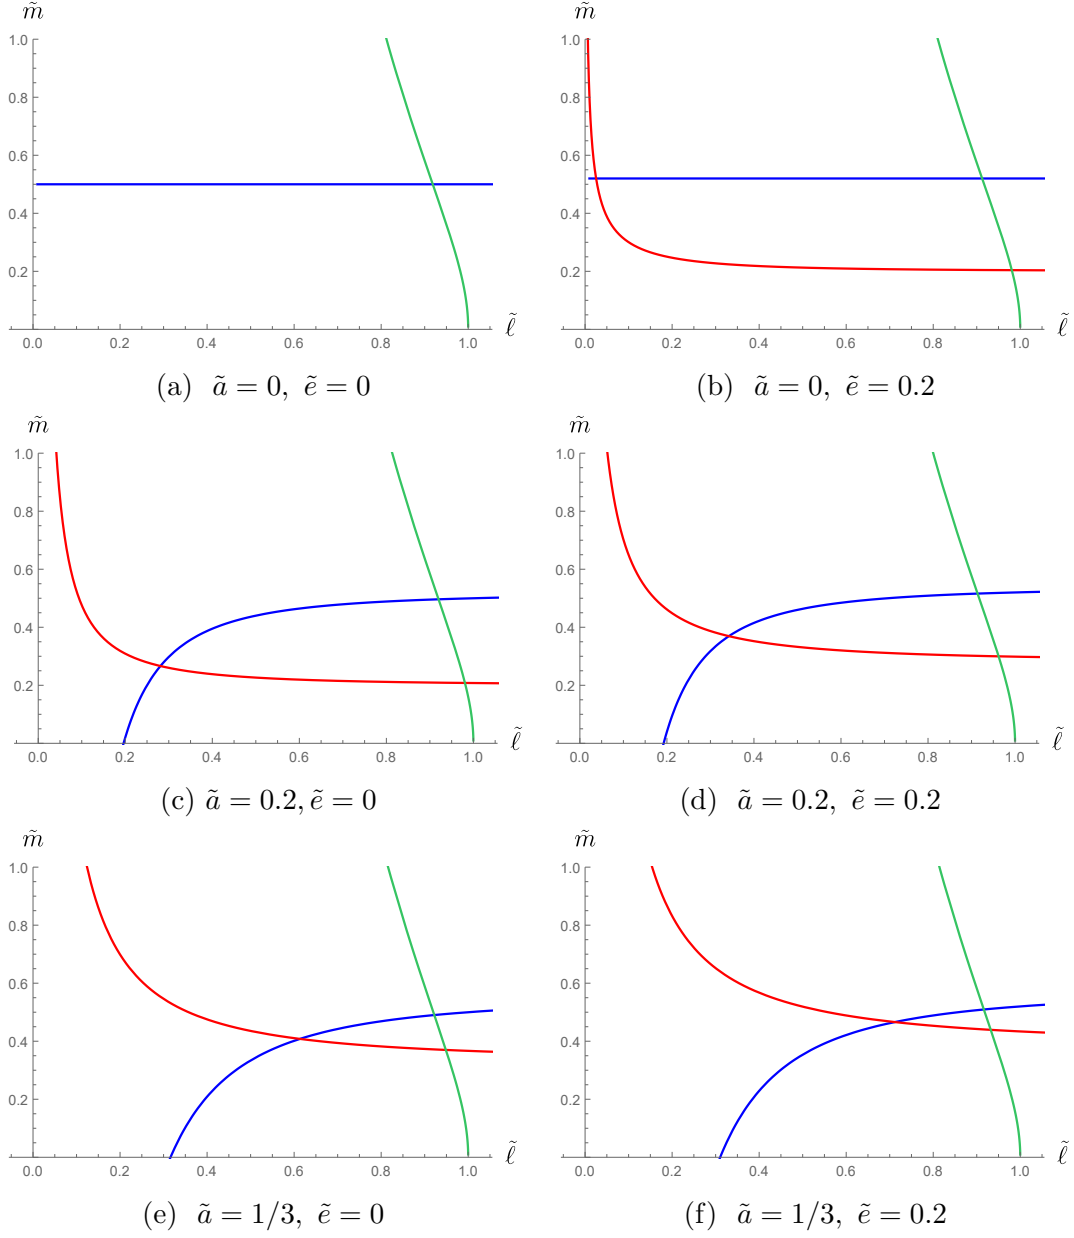 m̃ m̃
1.0 1.0
0.8 0.8
0.6 0.6
0.4 0.4
0.2 0.2
0.0 0.2 0.4 0.6 0.8 1.0 ℓ̃ 0.0 0.2 0.4 0.6 0.8 1.0 ℓ̃
(a) ã = 0, ẽ = 0 (b) ã = 0, ẽ = 0.2
m̃ m̃
1.0 1.0
0.8 0.8
0.6 0.6
0.4 0.4
0.2 0.2
0.0 0.2 0.4 0.6 0.8 1.0 ℓ̃ 0.0 0.2 0.4 0.6 0.8 1.0 ℓ̃
(c) ã = 0.2, ẽ = 0 (d) ã = 0.2, ẽ = 0.2
m̃ m̃
1.0 1.0
0.8 0.8
0.6 0.6
0.4 0.4
0.2 0.2
0.0 0.2 0.4 0.6 0.8 1.0 ℓ̃ 0.0 0.2 0.4 0.6 0.8 1.0 ℓ̃
(e) ã = 1/3, ẽ = 0 (f) ã = 1/3, ẽ = 0.2